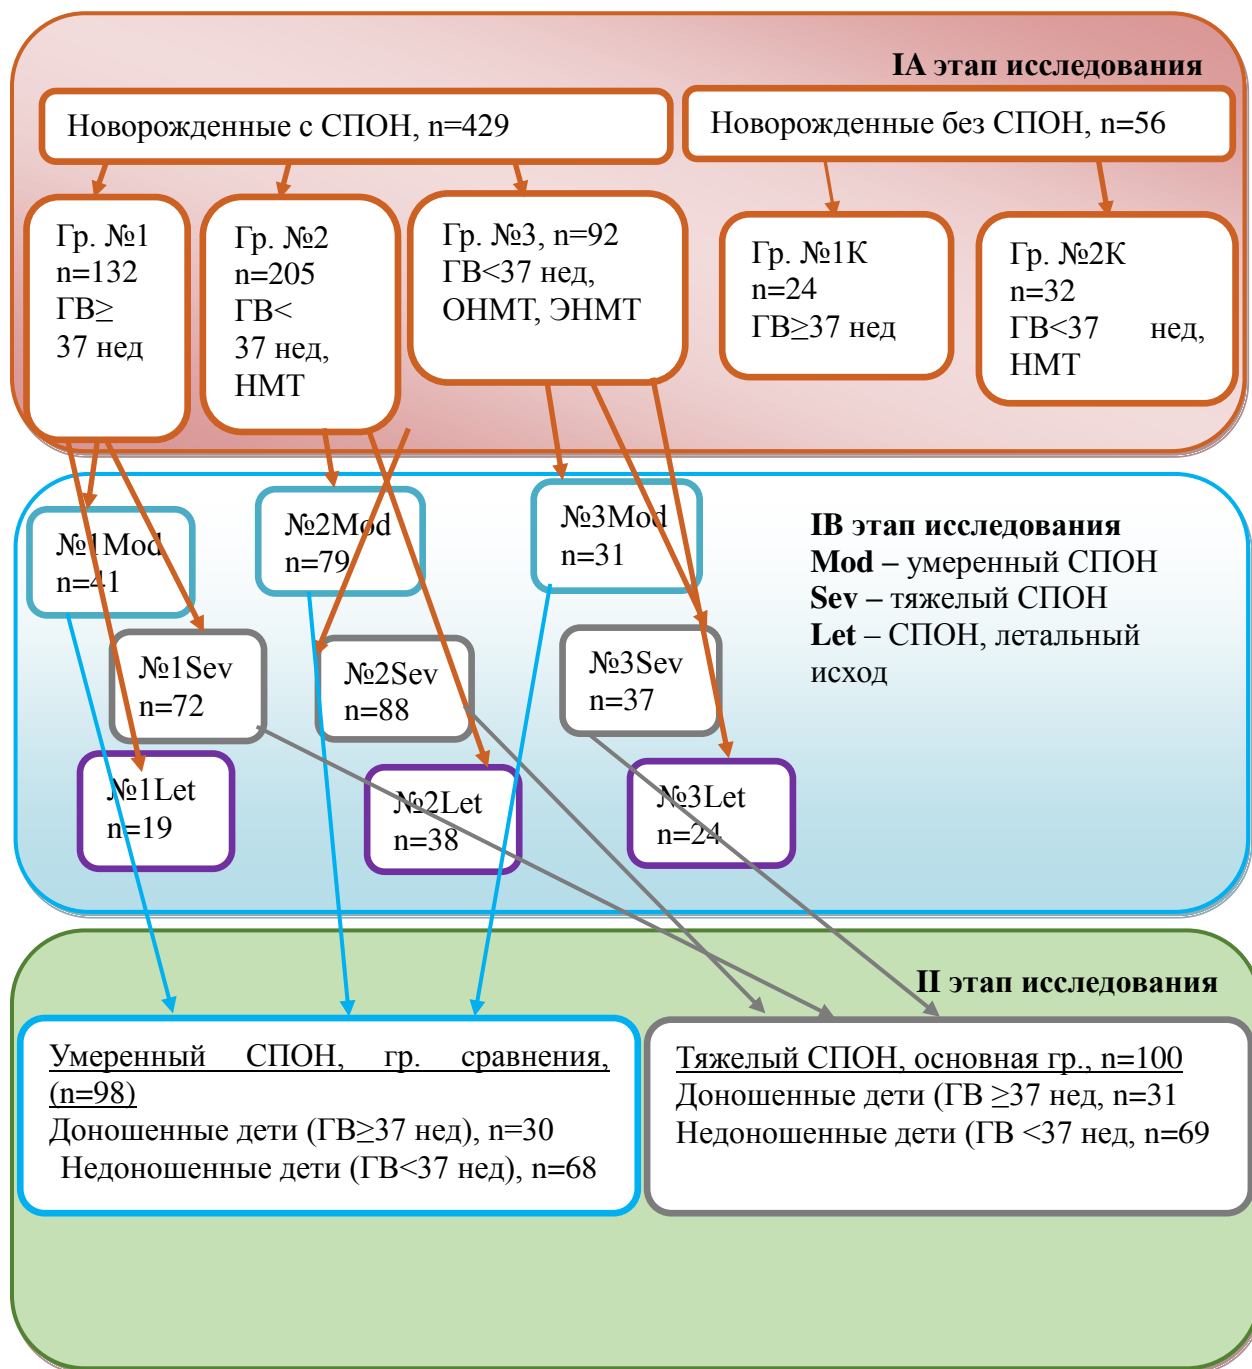 IА этап исследования
Новорожденные с СПОН, n=429
Новорожденные без СПОН, n=56
Гр. №1
n=132
ГВ≥
37 нед
Гр. №2
n=205
ГВ<
37 нед,
НМТ
Гр. №3, n=92
ГВ<37 нед,
ОНМТ, ЭНМТ
Гр. №1К
n=24
ГВ≥37 нед
Гр. №2К
n=32
ГВ<37 нед,
НМТ
IВ этап исследования
Mod – умеренный СПОН
Sev – тяжелый СПОН
Let – СПОН, летальный
исход
№1Mod
n=41
№2Mod
n=79
№3Mod
n=31
№1Sev
n=72
№2Sev
n=88
№3Sev
n=37
№1Let
n=19
№2Let
n=38
№3Let
n=24
II этап исследования
Умеренный СПОН, гр. сравнения,
(n=98)
Доношенные дети (ГВ≥37 нед), n=30
Недоношенные дети (ГВ<37 нед), n=68
Тяжелый СПОН, основная гр., n=100
Доношенные дети (ГВ ≥37 нед, n=31
Недоношенные дети (ГВ <37 нед, n=69